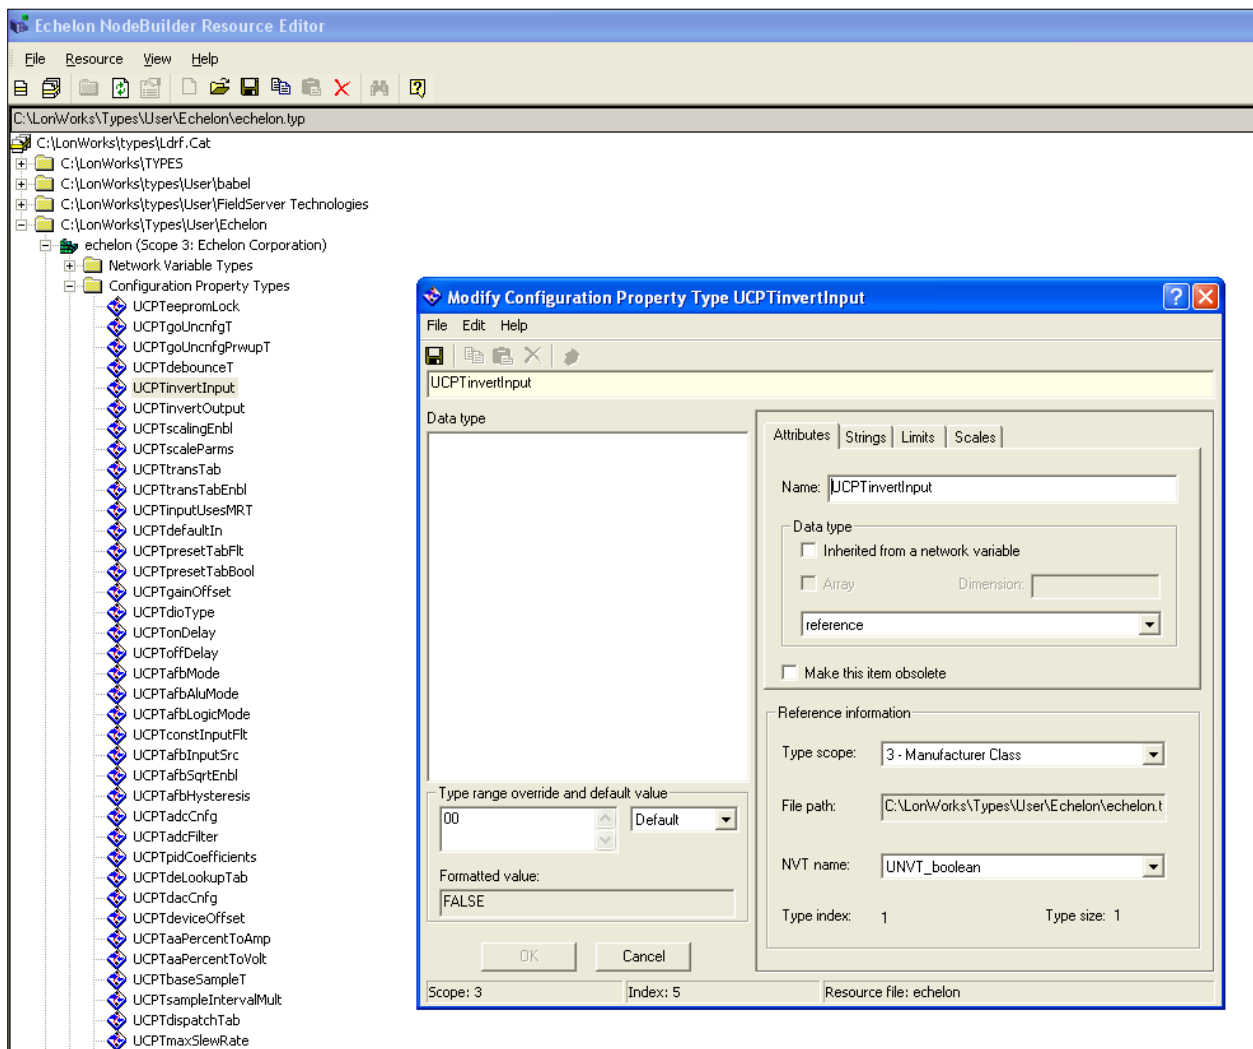 Echelon NodeBuilder Resource Editor
File Resource View Help
C:\LonWorks\Types\User\Echelon\echelon.typ
C:\LonWorks\types\Ldrf.Cat
C:\LonWorks\TYPES
C:\LonWorks\types\User\babel
C:\LonWorks\types\User\FieldServer Technologies
C:\LonWorks\Types\User\Echelon
echelon (Scope 3: Echelon Corporation)
Network Variable Types
Configuration Property Types
UCPTeepromLock
UCPTgoUncnfgT
UCPTgoUncnfgPrwupT
UCPTdebounceT
UCPTinvertInput
UCPTinvertOutput
UCPTscalingEnbl
UCPTscaleParms
UCPTtransTab
UCPTtransTabEnbl
UCPTinputUsesMRT
UCPTdefaultIn
UCPTpresetTabFlt
UCPTpresetTabBool
UCPTgainOffset
UCPTdioType
UCPTonDelay
UCPToffDelay
UCPTafbMode
UCPTafbAluMode
UCPTafbLogicMode
UCPTconstInputFlt
UCPTafbInputSrc
UCPTafbSqrtEnbl
UCPTafbHysteresis
UCPTadcCnfg
UCPTadcFilter
UCPTpidCoefficients
UCPTdeLookupTab
UCPTdacCnfg
UCPTdeviceOffset
UCPTaaPercentToAmp
UCPTaaPercentToVolt
UCPTbaseSampleT
UCPTsampleIntervalMult
UCPTdispatchTab
UCPTmaxSlewRate
Modify Configuration Property Type UCPTinvertInput
File Edit Help
UCPTinvertInput
Data type
Type range override and default value
00 Default
Formatted value:
FALSE
OK Cancel
Attributes Strings Limits Scales
Name: UCPTinvertInput
Data type
Inherited from a network variable
Array Dimension:
reference
Make this item obsolete
Reference information
Type scope: 3 - Manufacturer Class
File path: C:\LonWorks\Types\User\Echelon\echelon.t
NVT name: UNVT_boolean
Type index: 1 Type size: 1
Scope: 3 Index: 5 Resource file: echelon